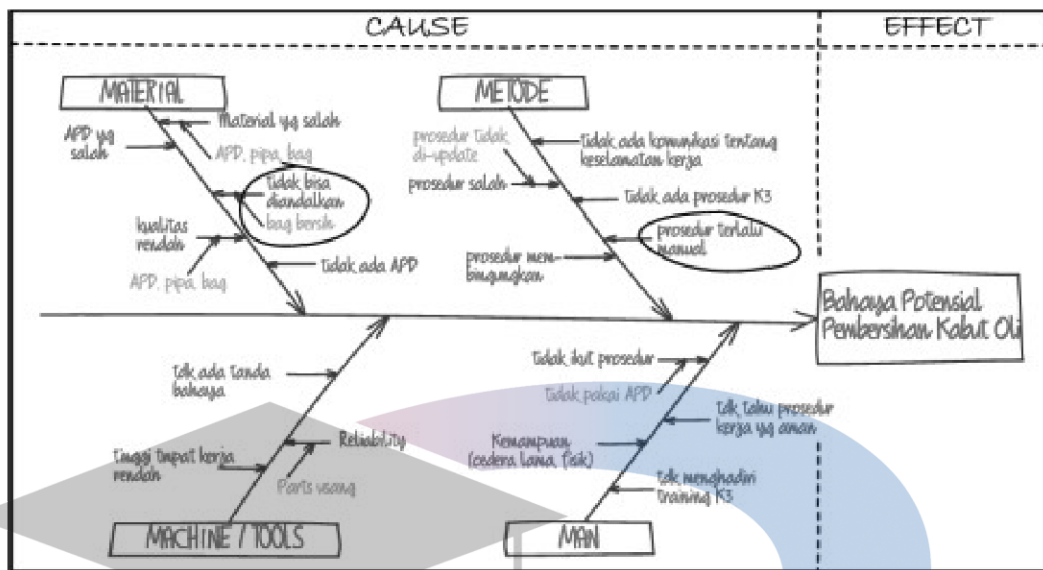 CAUSE
EFFECT
MATERIAL
Material yg salah
APD, pipa, bag
APD yg
salah
tidak bisa
diandalkan
bag bersih
kualitas
rendah
APD, pipa, bag
tidak ada APD
METODE
prosedur tidak
di-update
tidak ada komunikasi tentang
keselamatan kerja
prosedur salah
tidak ada prosedur K3
prosedur terlalu
manual
prosedur mem-
bingungkan
Bahaya Potensial
Pembersihan Kabut Oli
tdk ada tanda
bahaya
Reliability
tinggi tmpat kerja
rendah
Parts usang
MACHINE / TOOLS
tidak ikut prosedur
tidak pakai APD
tdk tahu prosedur
kerja yg aman
Kemampuan
(cedera lama, fisik)
tdk menghadiri
training K3
MAN